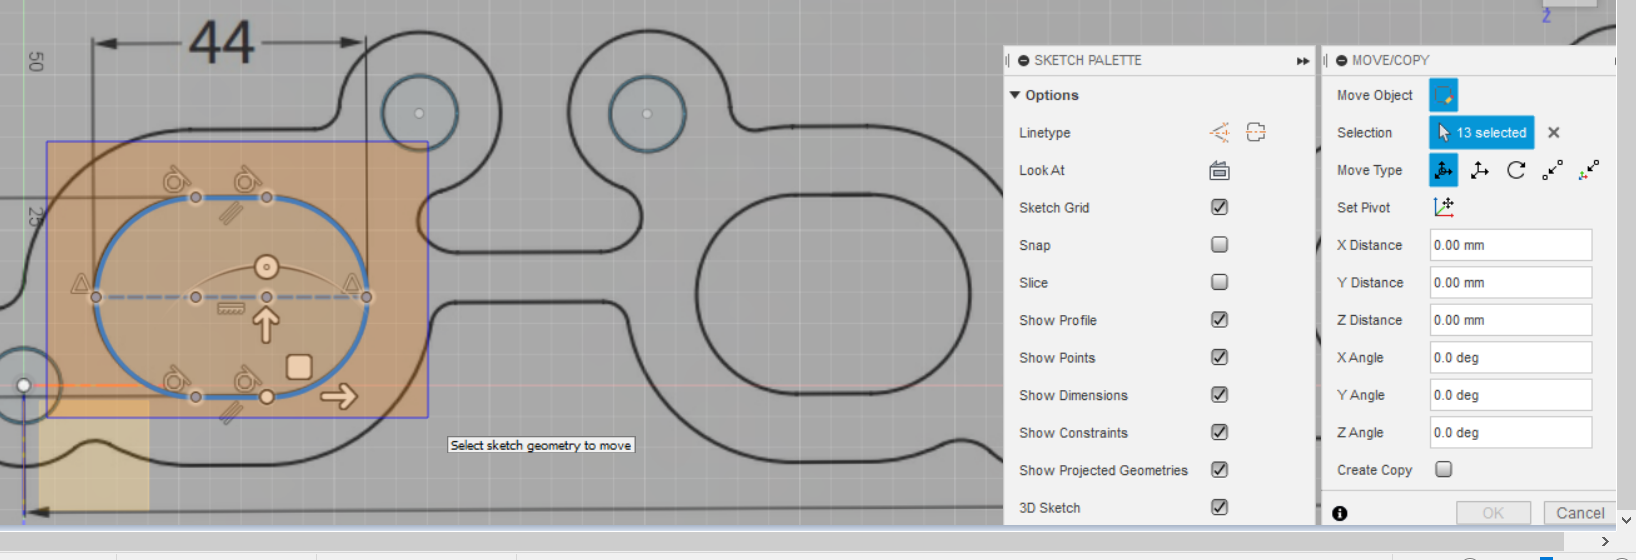 Z
44
50
25
SKETCH PALETTE
Options
Linetype
Look At
Sketch Grid
Snap
Slice
Show Profile
Show Points
Show Dimensions
Show Constraints
Show Projected Geometries
3D Sketch
MOVE/COPY
Move Object
Selection 13 selected
Move Type
Set Pivot
X Distance 0.00 mm
Y Distance 0.00 mm
Z Distance 0.00 mm
X Angle 0.0 deg
Y Angle 0.0 deg
Z Angle 0.0 deg
Create Copy
OK Cancel
Select sketch geometry to move